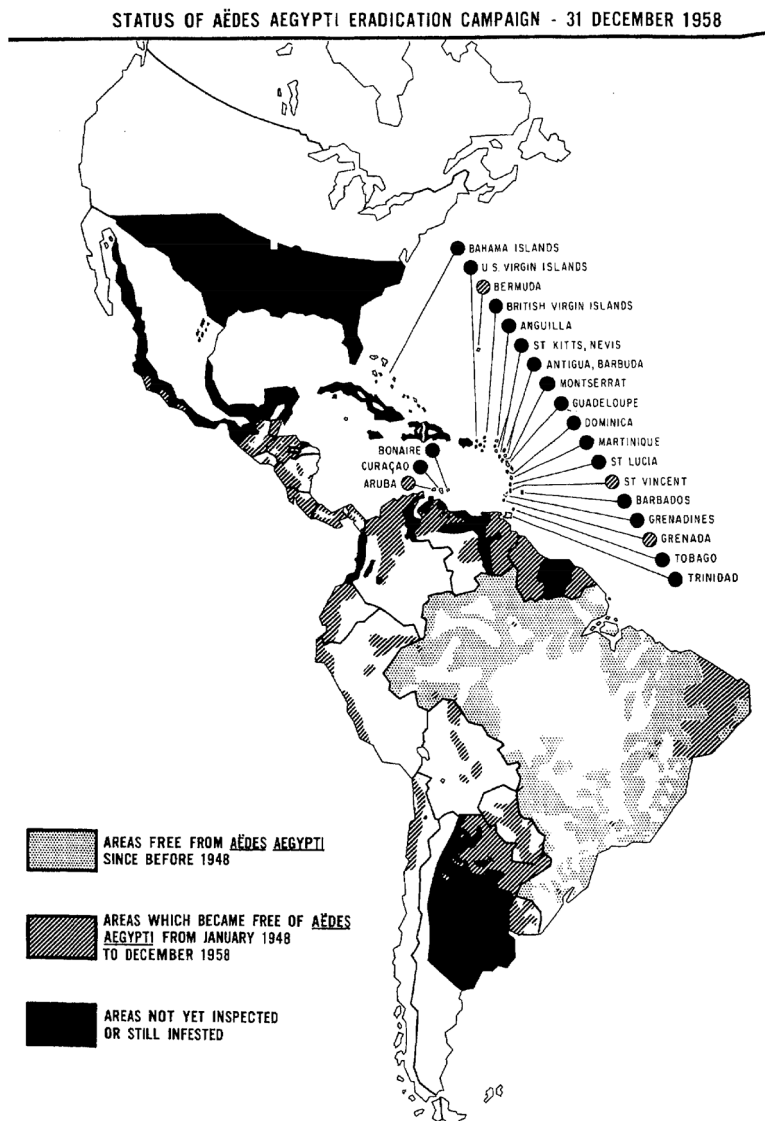 STATUS OF AËDES AEGYPTI ERADICATION CAMPAIGN - 31 DECEMBER 1958
BAHAMA ISLANDS
U.S. VIRGIN ISLANDS
BERMUDA
BRITISH VIRGIN ISLANDS
ANGUILLA
ST KITTS, NEVIS
ANTIGUA, BARBUDA
MONTSERRAT
GUADELOUPE
DOMINICA
MARTINIQUE
ST LUCIA
ST VINCENT
BARBADOS
GRENADINES
GRENADA
TOBAGO
TRINIDAD
BONAIRE
CURAÇAO
ARUBA
AREAS FREE FROM AËDES AEGYPTI
SINCE BEFORE 1948
AREAS WHICH BECAME FREE OF AËDES
AEGYPTI FROM JANUARY 1948
TO DECEMBER 1958
AREAS NOT YET INSPECTED
OR STILL INFESTED